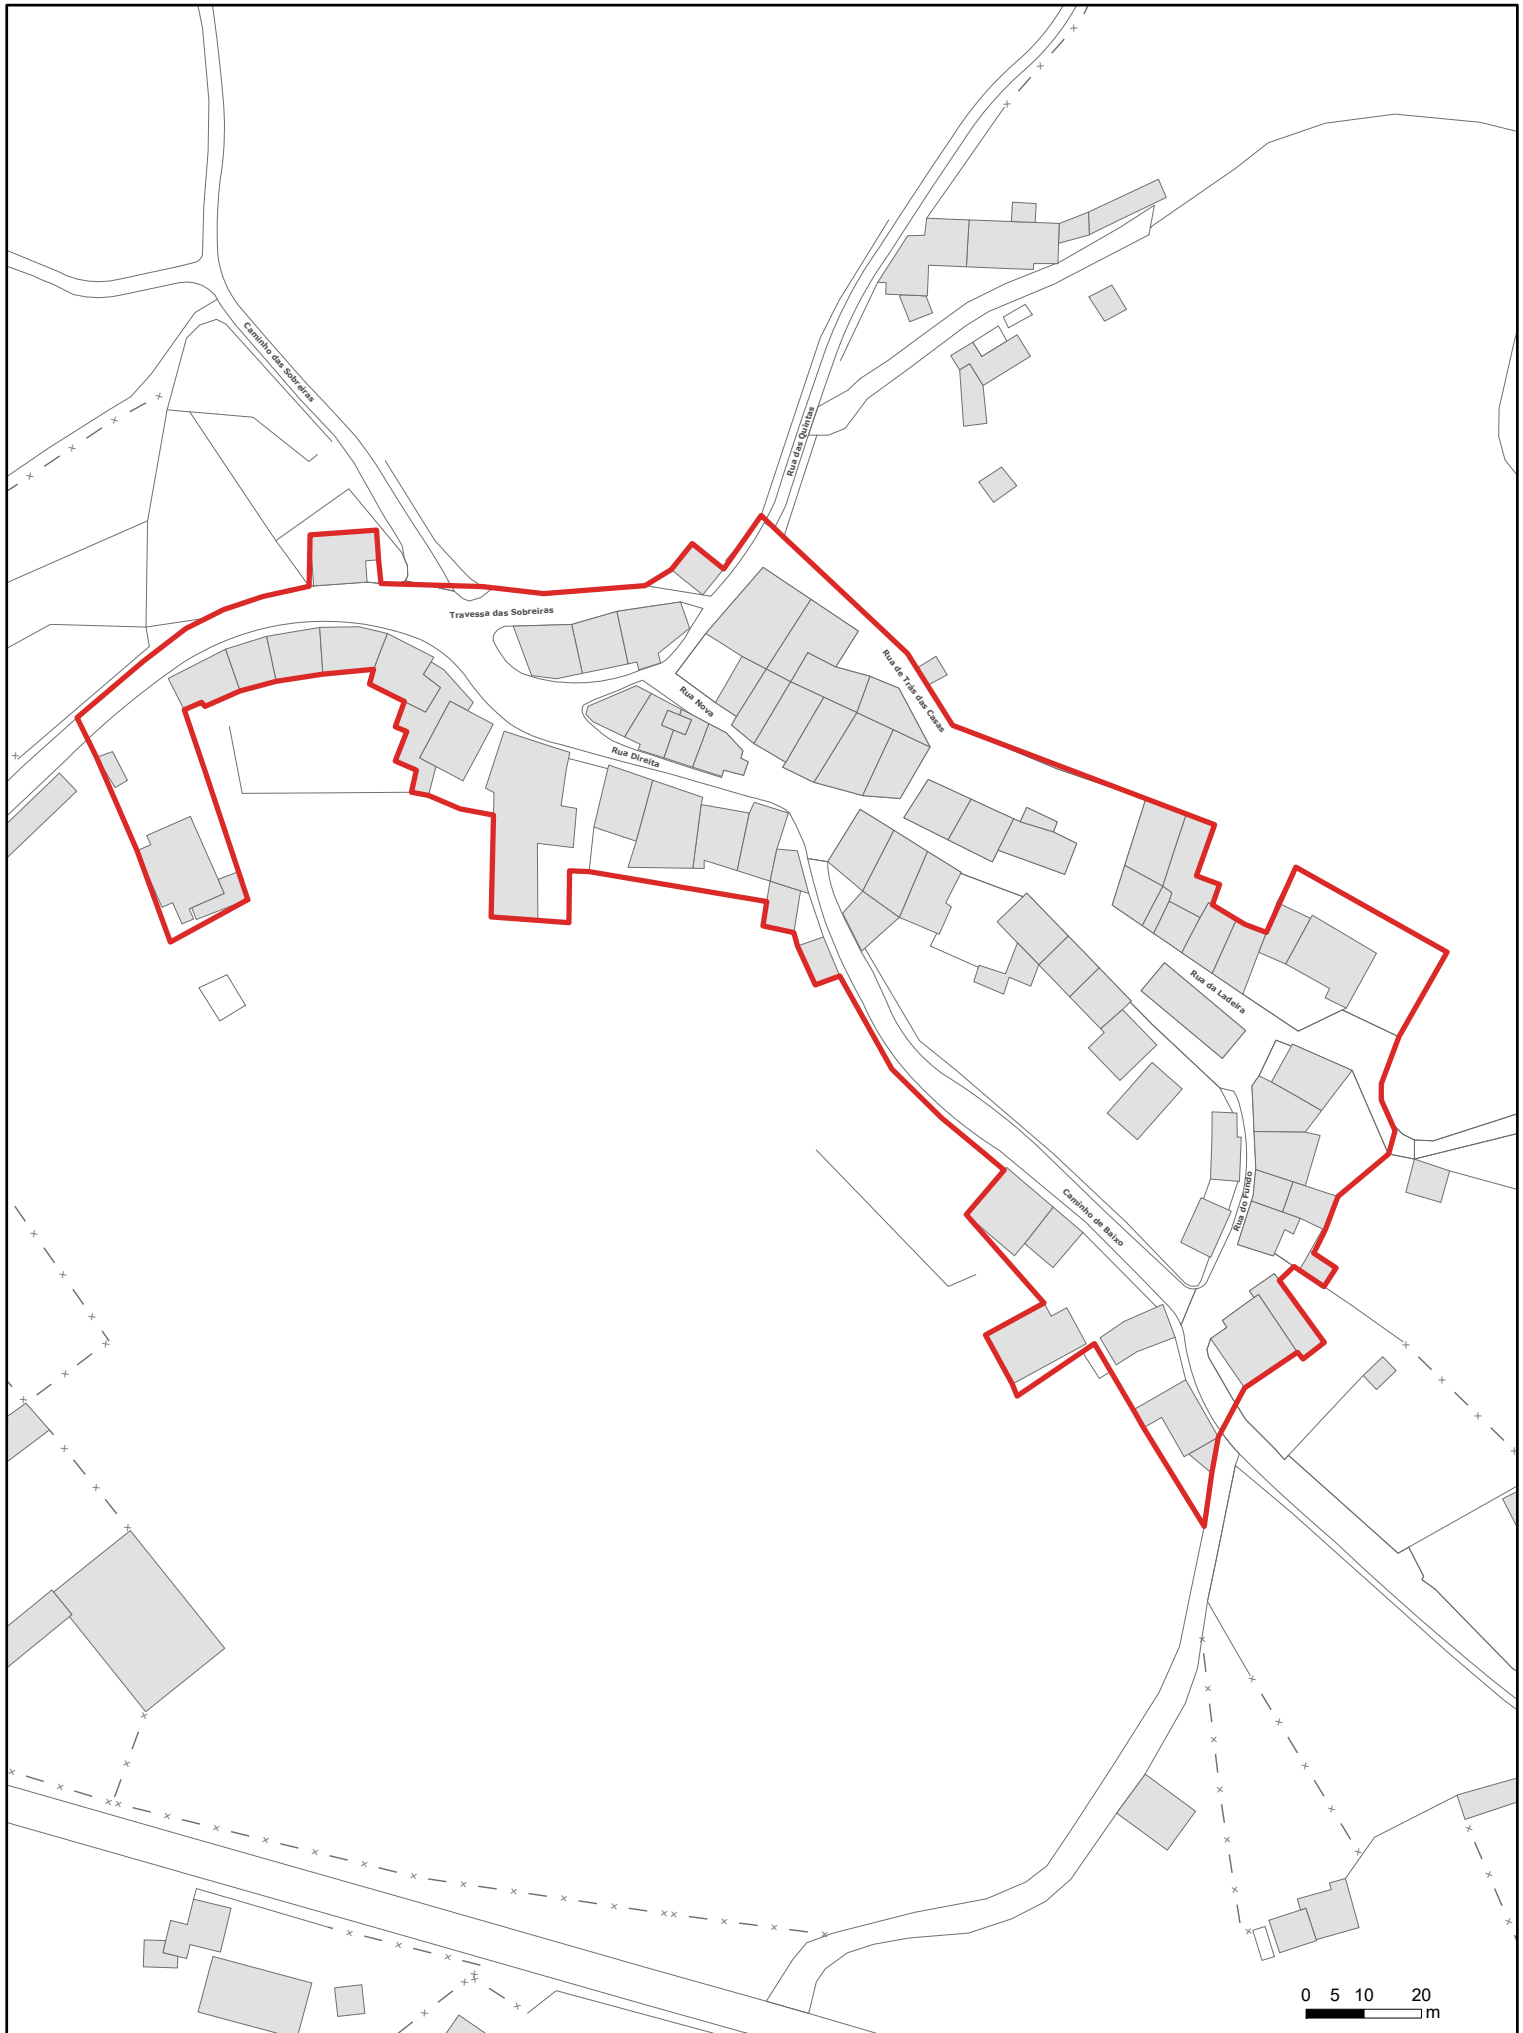 Caminho das Sobreiras
Rua das Quintas
Travessa das Sobreiras
Rua de Trás das Casas
Rua Nova
Rua Direita
Rua da Ladeira
Rua do Fundo
Caminho de Baixo
0 5 10 20
m